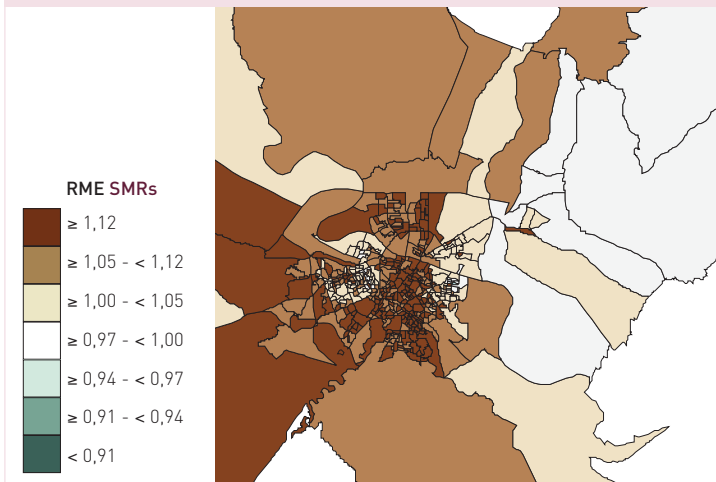 RME SMRs
≥ 1,12
≥ 1,05 - < 1,12
≥ 1,00 - < 1,05
≥ 0,97 - < 1,00
≥ 0,94 - < 0,97
≥ 0,91 - < 0,94
< 0,91